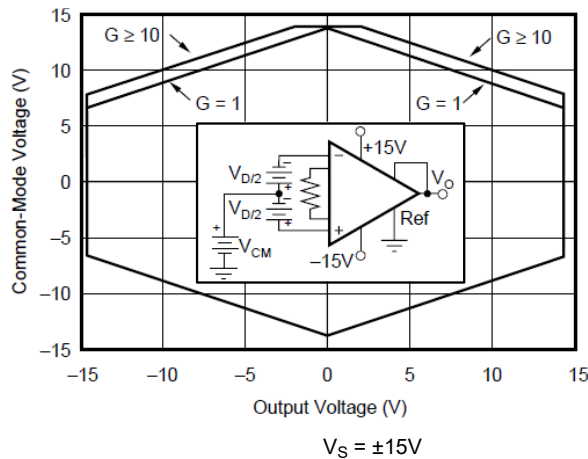 Common-Mode Voltage (V)
15
10
5
0
–5
–10
–15
G ≥ 10
G = 1
G ≥ 10
G = 1
+15V
V_D/2
V_D/2
V_CM
V_O
Ref
–15V
–
+
–
+
+
–
+
–15 –10 –5 0 5 10 15
Output Voltage (V)
V_S = ±15V